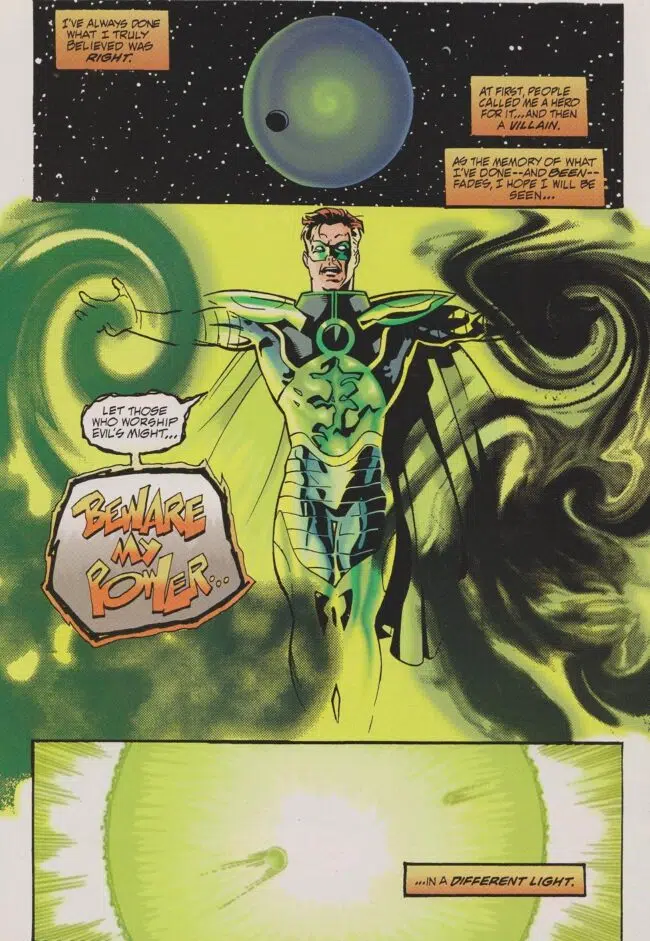 I'VE ALWAYS DONE
WHAT I TRULY
BELIEVED WAS
RIGHT.
AT FIRST, PEOPLE
CALLED ME A HERO
FOR IT...AND THEN
A VILLAIN.
AS THE MEMORY OF WHAT
I'VE DONE--AND BEEN--
FADES, I HOPE I WILL BE
SEEN...
LET THOSE
WHO WORSHIP
EVIL'S MIGHT...
BEWARE
MY
POWER...
...IN A DIFFERENT LIGHT.